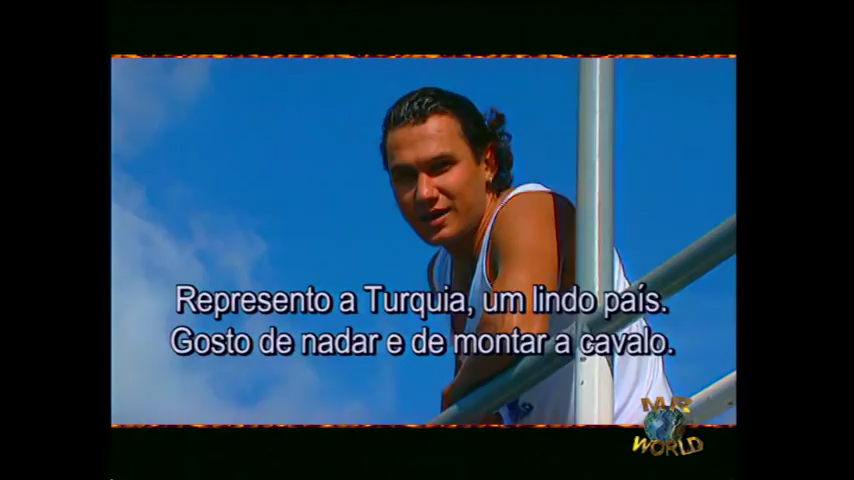 Represento a Turquia, um lindo país.
Gosto de nadar e de montar a cavalo.
MR
WORLD